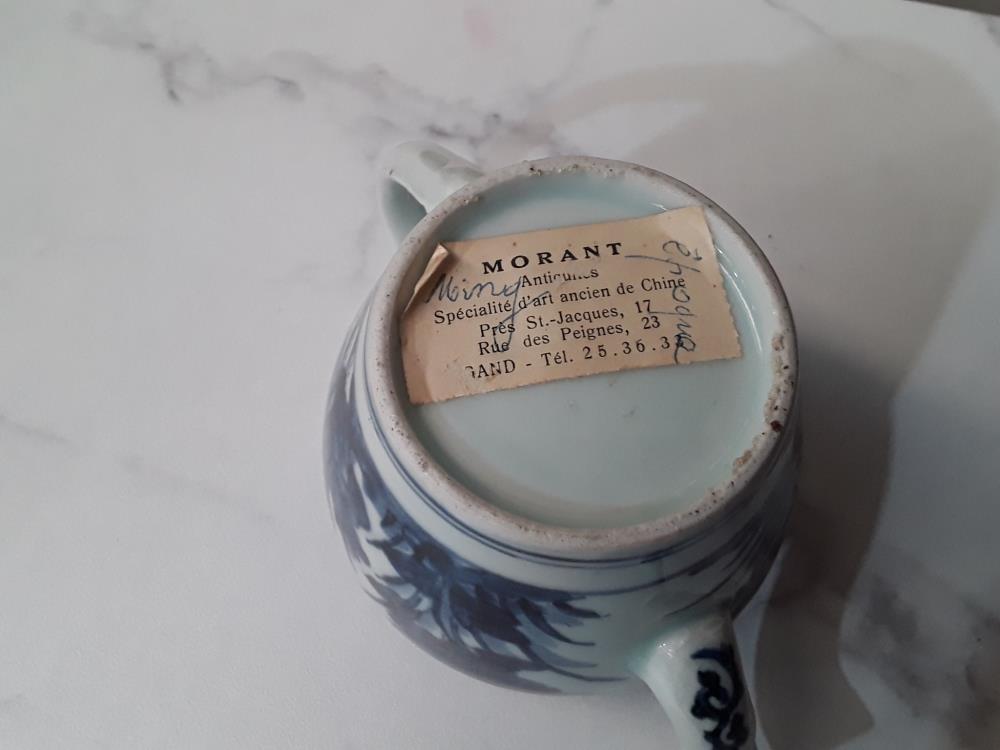 MORANT
Antiquités
Ming
époque
Spécialité d'art ancien de Chine
Près St.-Jacques, 17
Rue des Peignes, 23
GAND - Tél. 25.36.3